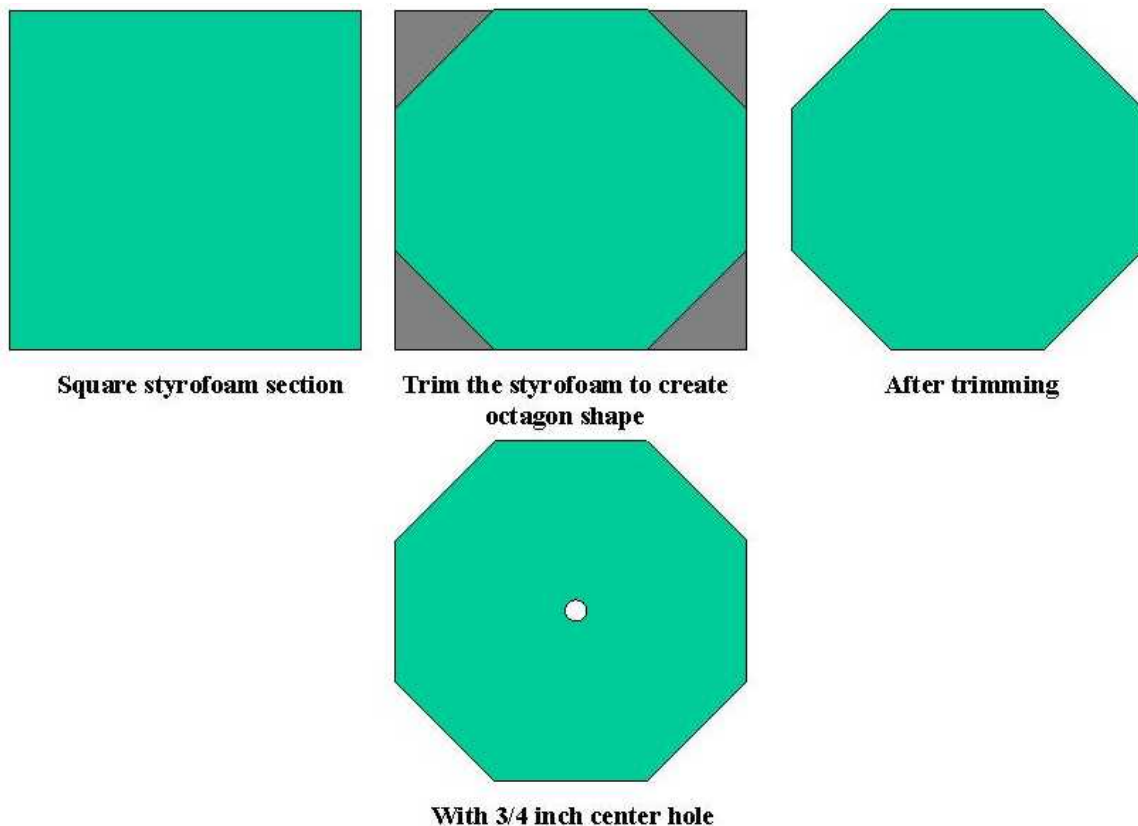 Square styrofoam section
Trim the styrofoam to create
octagon shape
After trimming
With 3/4 inch center hole